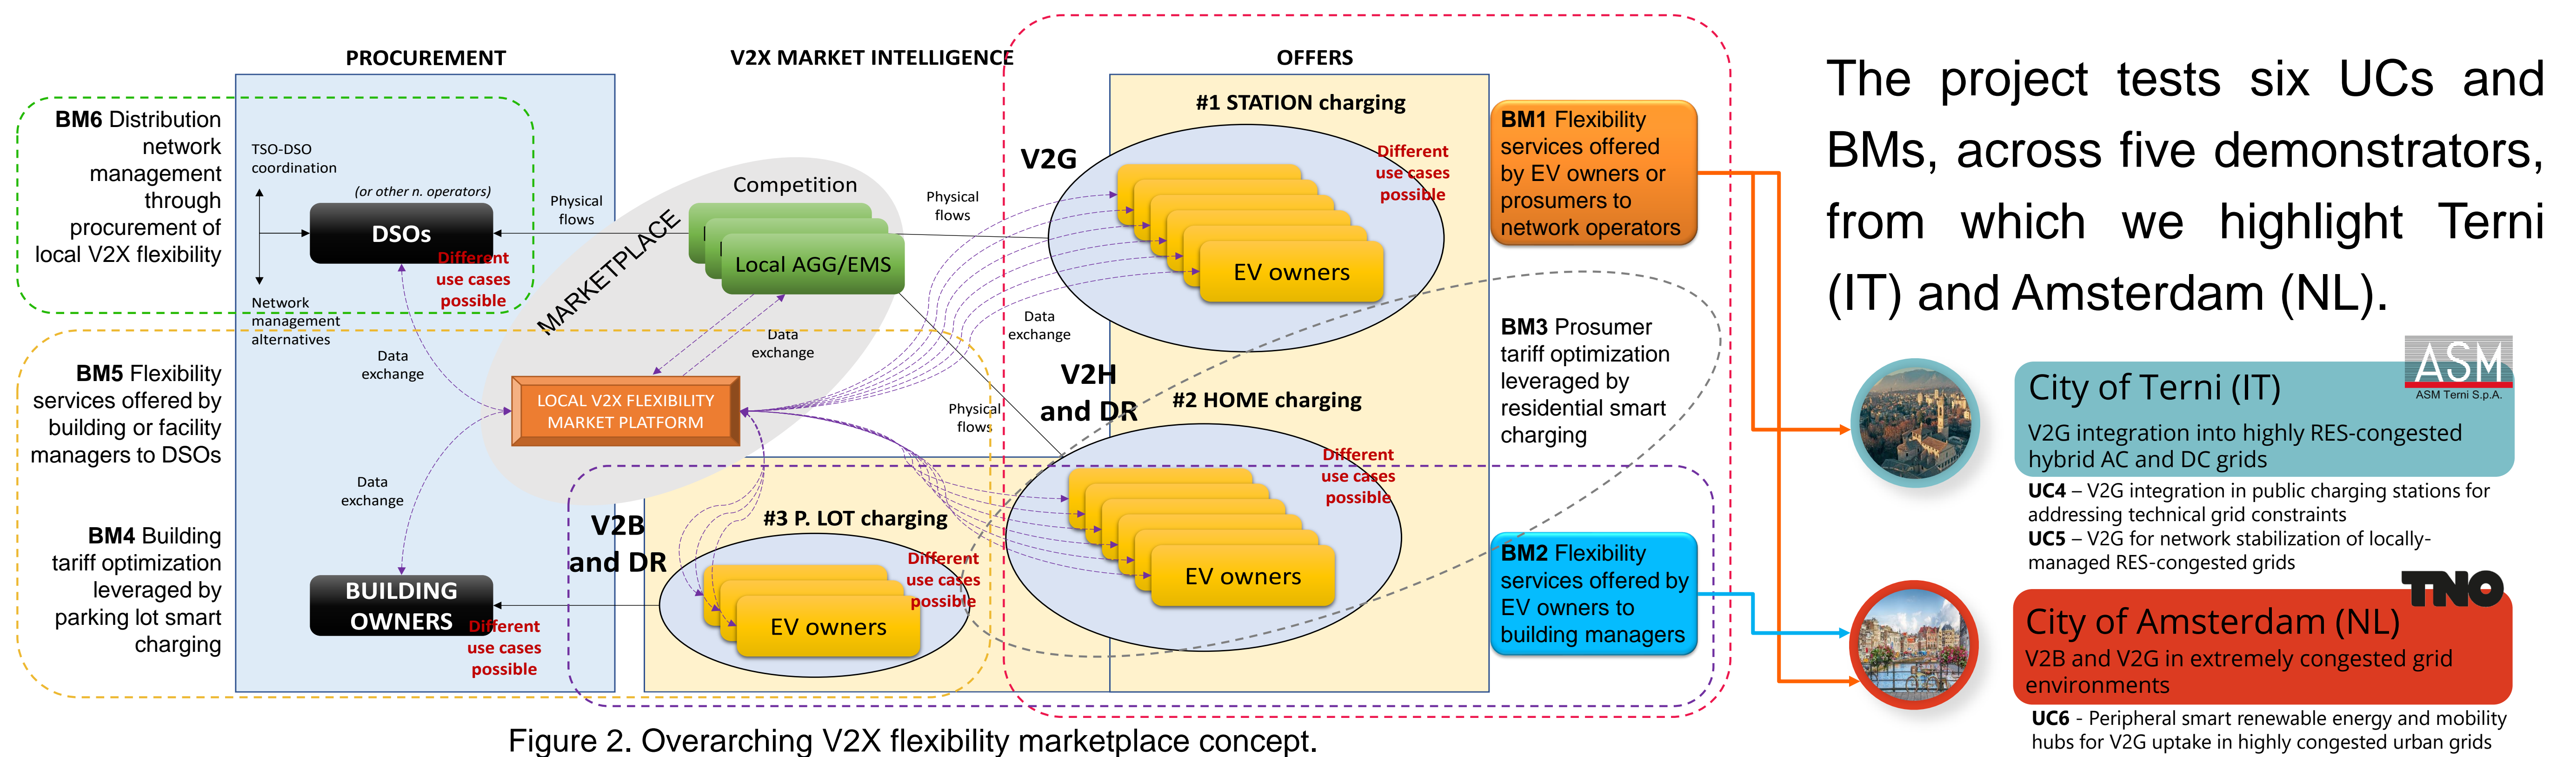 PROCUREMENT
V2X MARKET INTELLIGENCE
OFFERS
BM6 Distribution
network
management
through
procurement of
local V2X flexibility
TSO-DSO
coordination
(or other n. operators)
DSOs
Different
use cases
possible
Network
management
alternatives
Physical
flows
MARKETPLACE
Competition
Local AGG/EMS
Physical
flows
V2G
#1 STATION charging
Different
use cases
possible
EV owners
BM1 Flexibility
services offered
by EV owners or
prosumers to
network operators
BM5 Flexibility
services offered by
building or facility
managers to DSOs
Data
exchange
Data
exchange
Data
exchange
LOCAL V2X FLEXIBILITY
MARKET PLATFORM
Physical
flows
V2H
and DR
#2 HOME charging
Different
use cases
possible
EV owners
BM3 Prosumer
tariff optimization
leveraged by
residential smart
charging
BM4 Building
tariff optimization
leveraged by
parking lot smart
charging
Data
exchange
BUILDING
OWNERS
Different
use cases
possible
V2B
and DR
#3 P. LOT charging
Different
use cases
possible
EV owners
BM2 Flexibility
services offered by
EV owners to
building managers
Figure 2. Overarching V2X flexibility marketplace concept.
The project tests six UCs and
BMs, across five demonstrators,
from which we highlight Terni
(IT) and Amsterdam (NL).
ASM
ASM Terni S.p.A.
City of Terni (IT)
V2G integration into highly RES-congested
hybrid AC and DC grids
UC4 – V2G integration in public charging stations for
addressing technical grid constraints
UC5 – V2G for network stabilization of locally-
managed RES-congested grids
TNO
City of Amsterdam (NL)
V2B and V2G in extremely congested grid
environments
UC6 - Peripheral smart renewable energy and mobility
hubs for V2G uptake in highly congested urban grids